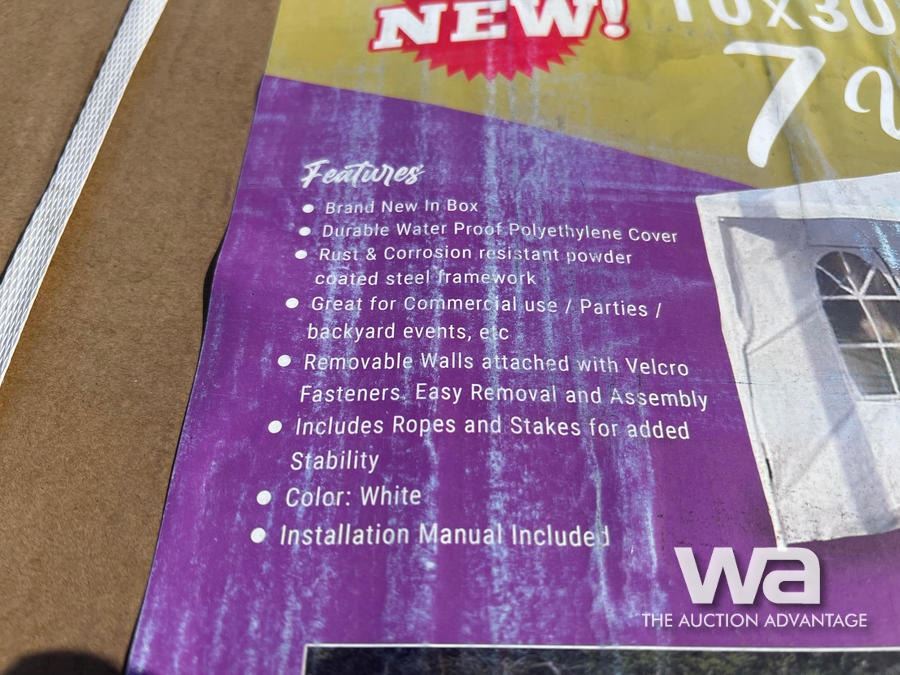 NEW!
10x30
7
Features
Brand New In Box
Durable Water Proof Polyethylene Cover
Rust & Corrosion resistant powder
coated steel framework
Great for Commercial use / Parties /
backyard events, etc
Removable Walls attached with Velcro
Fasteners. Easy Removal and Assembly
Includes Ropes and Stakes for added
Stability
Color: White
Installation Manual Included
wa
THE AUCTION ADVANTAGE